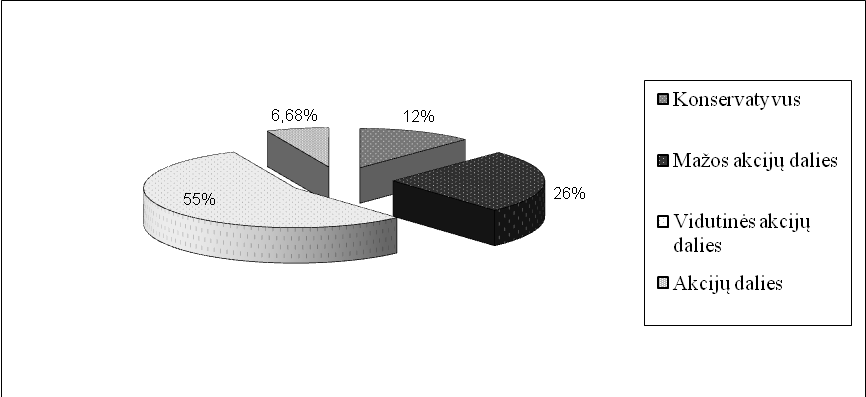 6,68%
12%
55%
26%
Konservatyvus
Mažos akcijų dalies
Vidutinės akcijų
dalies
Akcijų dalies